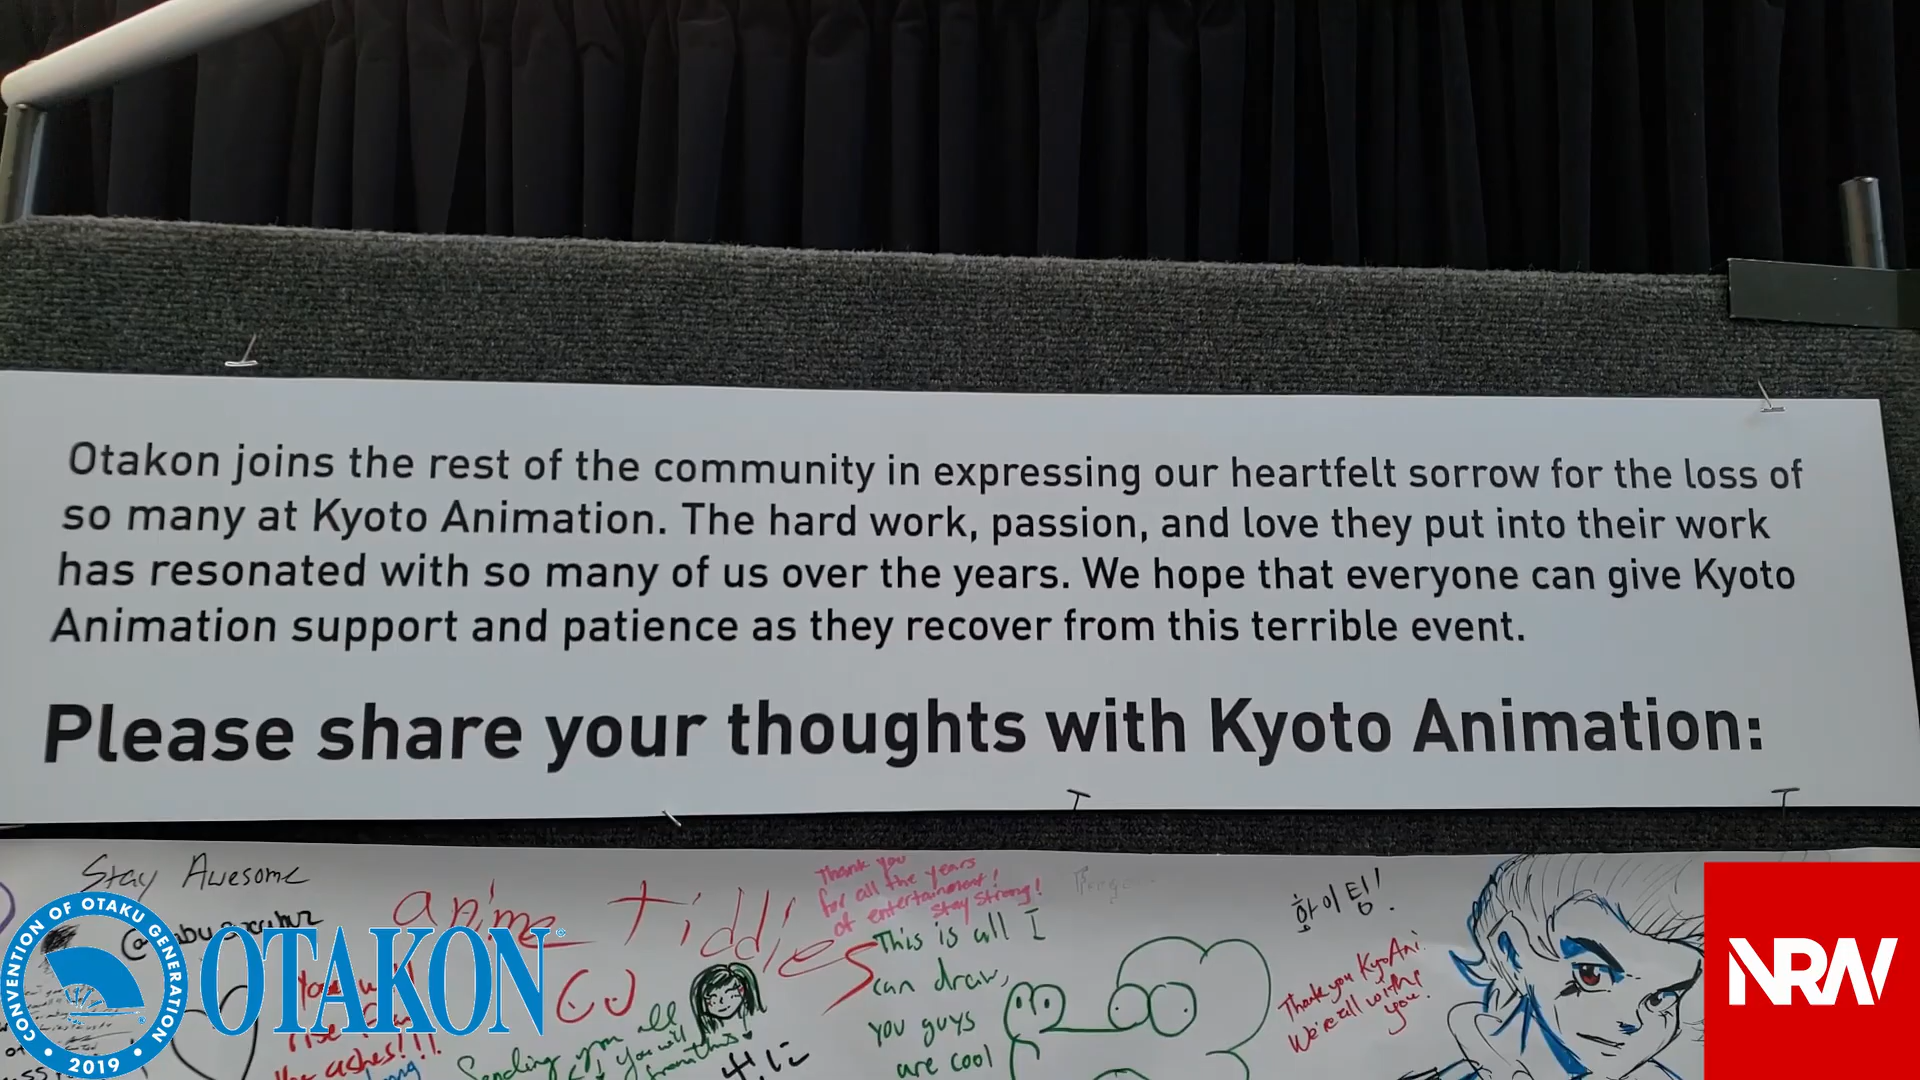 Otakon joins the rest of the community in expressing our heartfelt sorrow for the loss of
so many at Kyoto Animation. The hard work, passion, and love they put into their work
has resonated with so many of us over the years. We hope that everyone can give Kyoto
Animation support and patience as they recover from this terrible event.
Please share your thoughts with Kyoto Animation:
Stay Awesome
anime Tiddies
Thank you
for all the years
of entertainment!
Stay Strong!
This is all I
can draw,
you guys
are cool
화이팅!
Thank you KyoAni.
We're all with
you!
ashes!!!
Sending you all
CONVENTION OF OTAKU GENERATION
2019
OTAKON
NRW